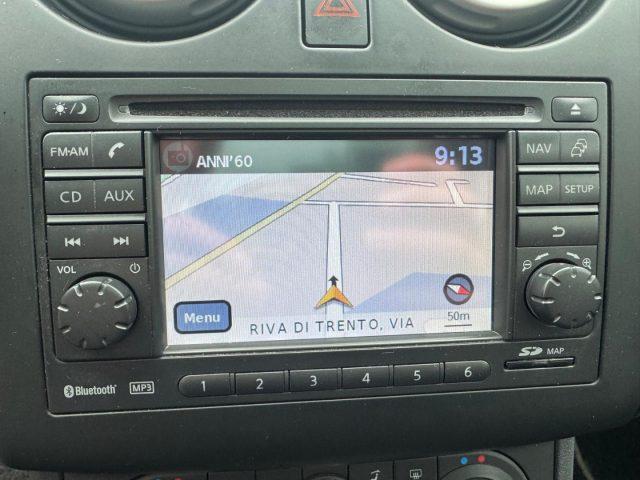 FM·AM
CD AUX
VOL
ANNI'60
9:13
NAV
MAP SETUP
Menu
RIVA DI TRENTO, VIA
50m
Bluetooth MP3
1 2 3 4 5 6
SD MAP